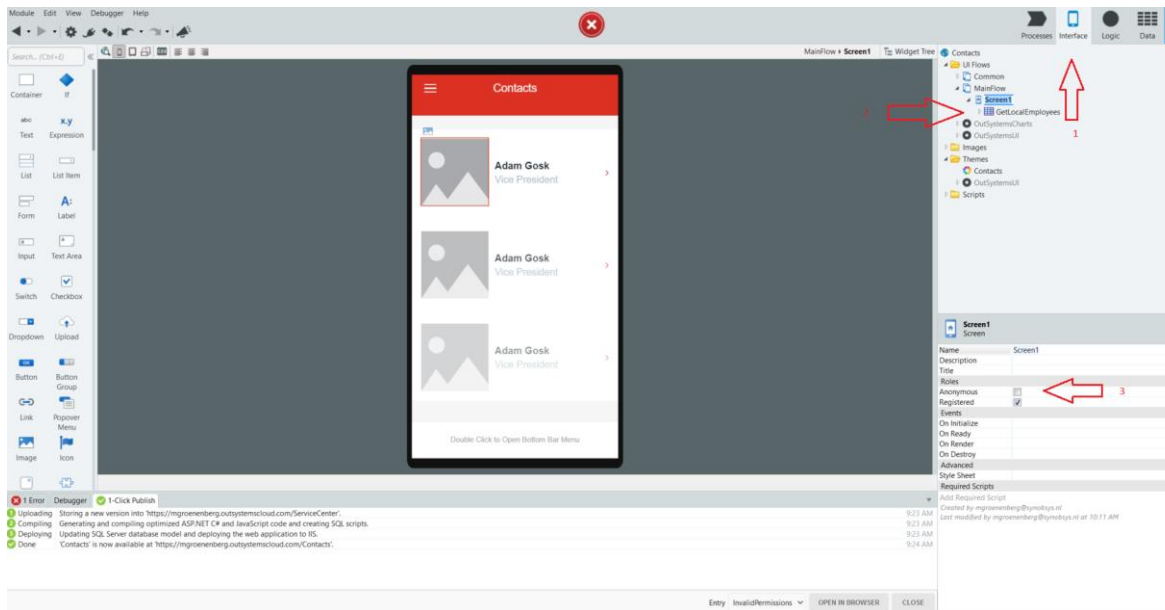 Module Edit View Debugger Help
Processes Interface Logic Data
Search... (Ctrl+E)
MainFlow Screen1 Widget Tree
Container If
Text Expression
List List Item
Form Label
Input Text Area
Switch Checkbox
Dropdown Upload
Button Button Group
Link Popover Menu
Image Icon
Contacts
Adam Gosk
Vice President
Adam Gosk
Vice President
Adam Gosk
Vice President
Double Click to Open Bottom Bar Menu
Contacts
UI Flows
Common
MainFlow
Screen1
GetLocalEmployees
OutSystemsCharts
OutSystemsUI
Images
Themes
Contacts
OutSystemsUI
Scripts
1
Screen1
Screen
Name Screen1
Description
Title
Roles
Anonymous 3
Registered
Events
On Initialize
On Ready
On Render
On Destroy
Advanced
Style Sheet
Required Scripts
Add Required Script
Created by mgroenenberg@synobsys.nl
Last modified by mgroenenberg@synobsys.nl at 10:11 AM
1 Error Debugger 1-Click Publish
1 Uploading Storing a new version into 'https://mgroenenberg.outsystemscloud.com/ServiceCenter'. 9:23 AM
2 Compiling Generating and compiling optimized ASP.NET C# and JavaScript code and creating SQL scripts. 9:23 AM
3 Deploying Updating SQL Server database model and deploying the web application to IIS. 9:23 AM
Done 'Contacts' is now available at 'https://mgroenenberg.outsystemscloud.com/Contacts'. 9:24 AM
Entry InvalidPermissions OPEN IN BROWSER CLOSE